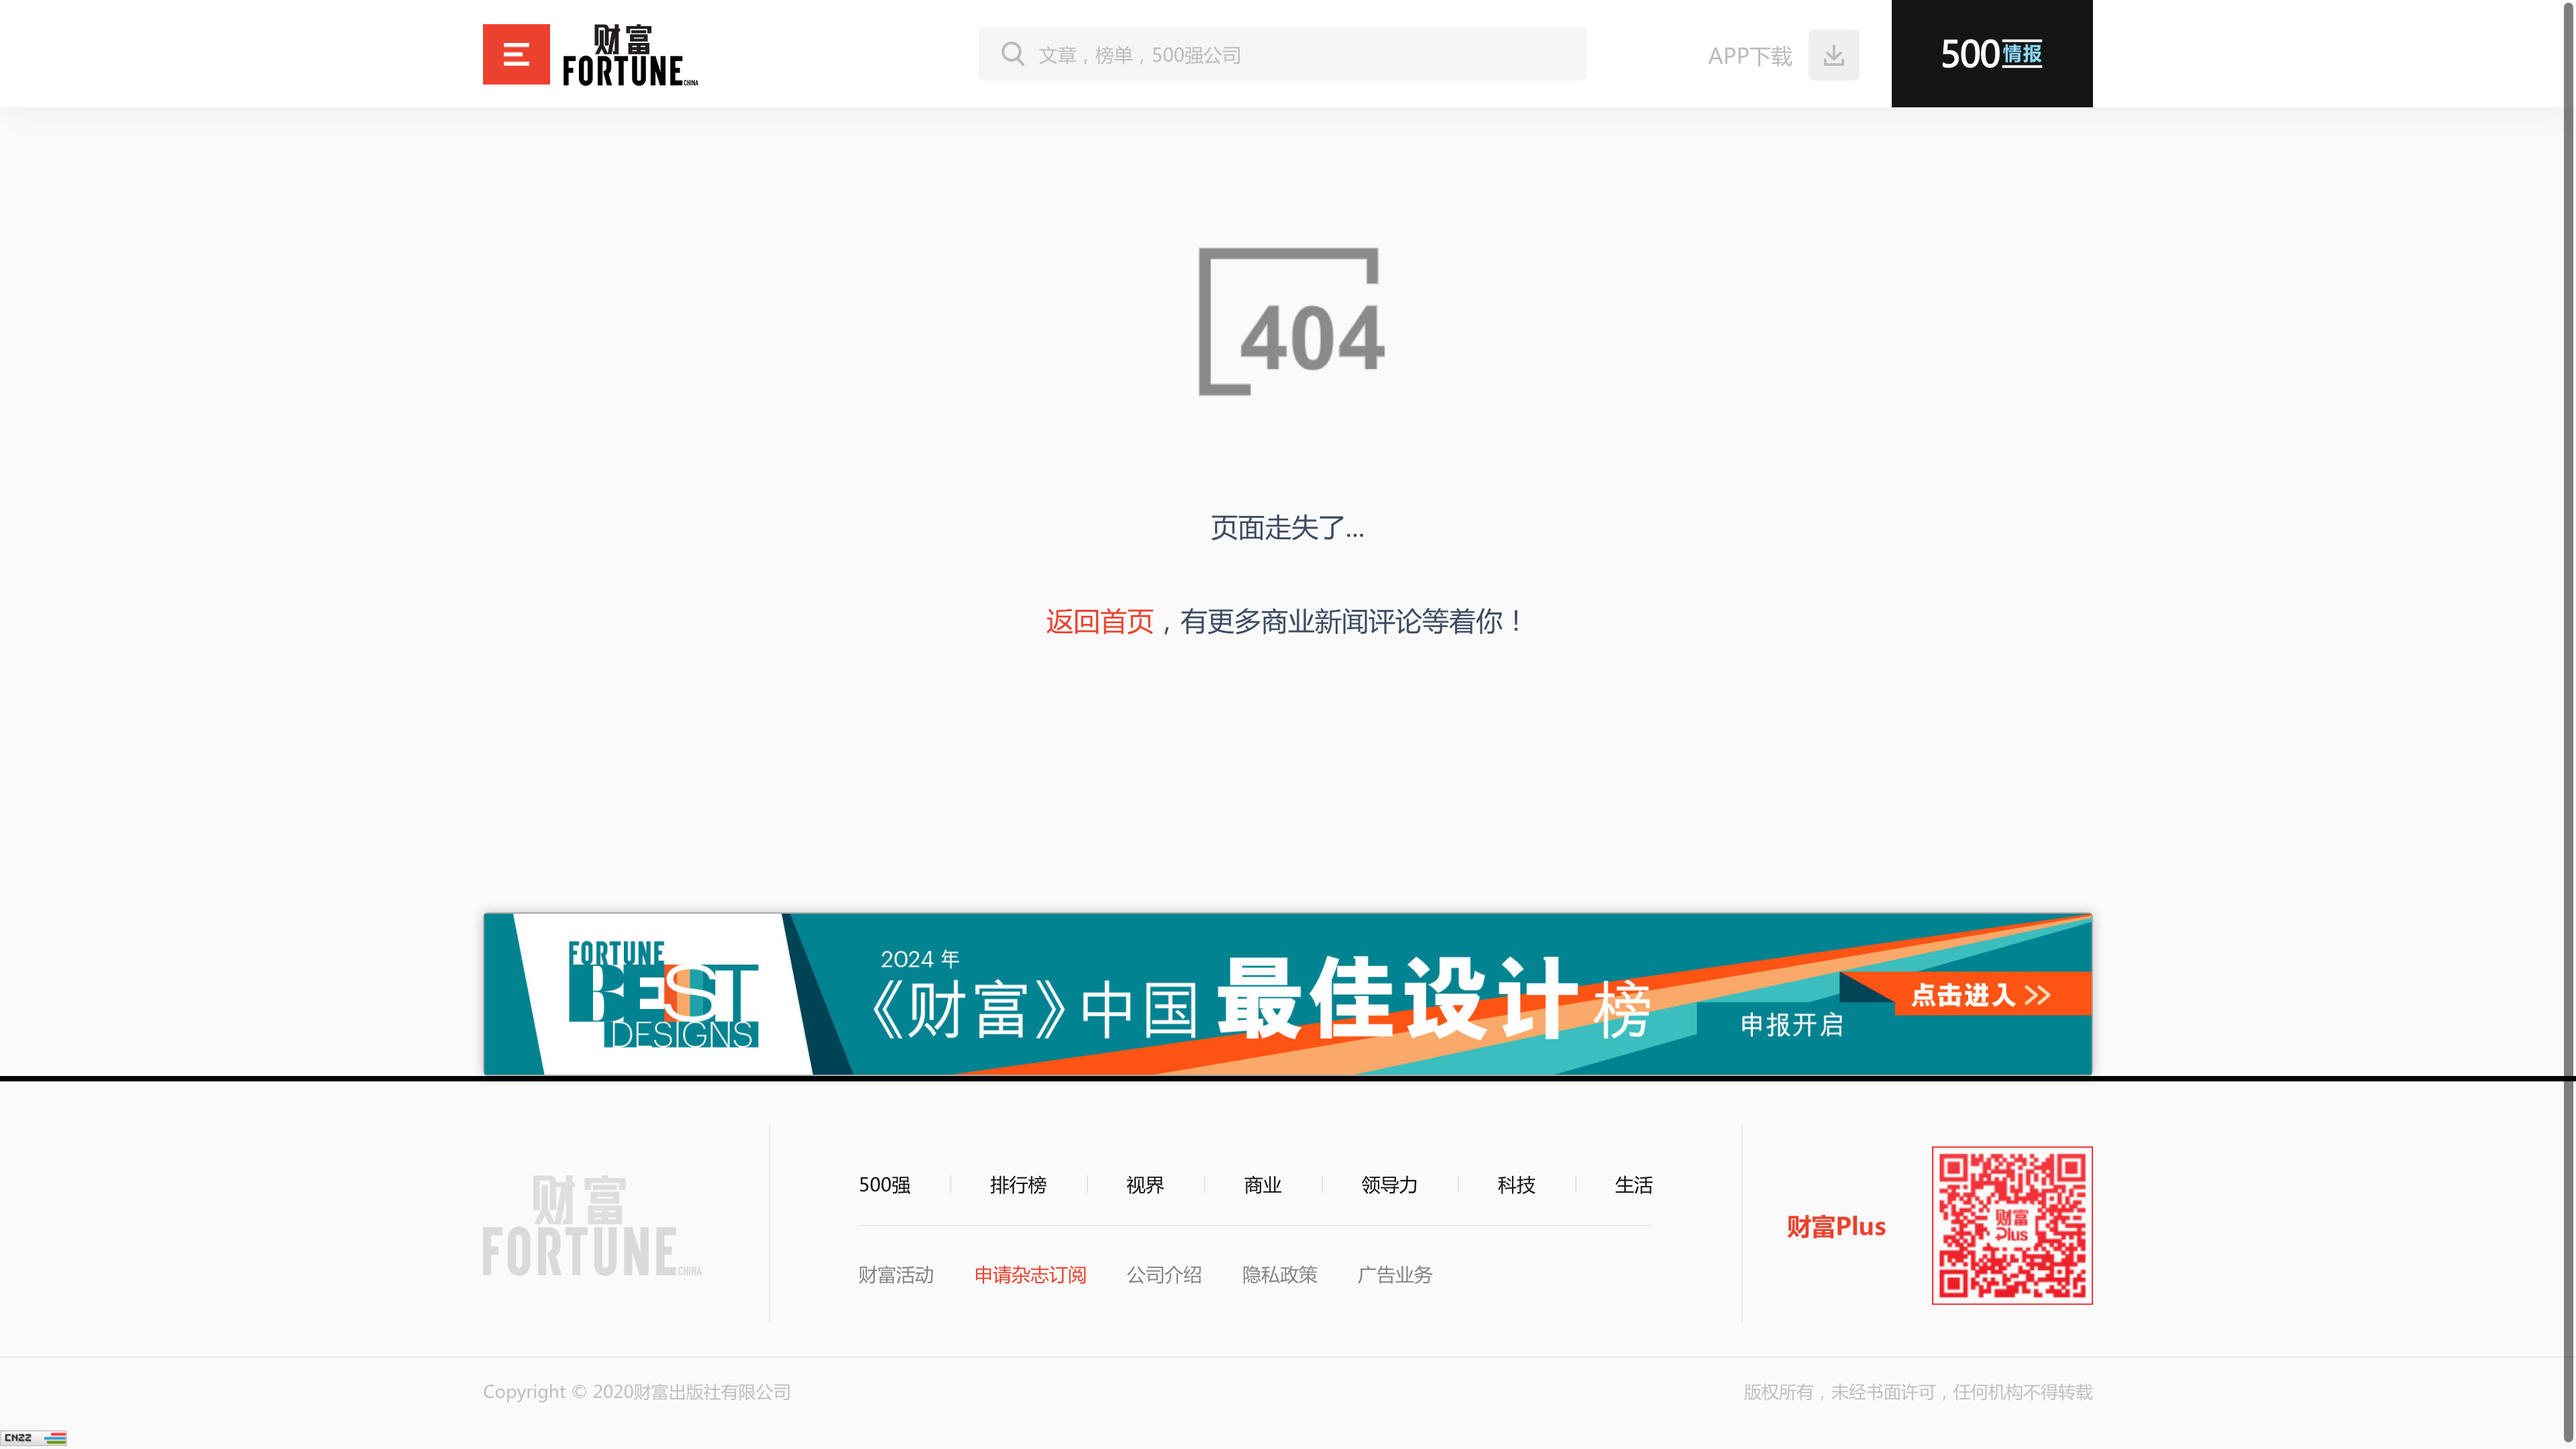 财富
FORTUNE CHINA
文章，榜单，500强公司
APP下载
500情报
404
页面走失了...
返回首页，有更多商业新闻评论等着你！
FORTUNE
BEST
DESIGNS
2024 年
《财富》中国 最佳设计 榜
申报开启
点击进入
500强
排行榜
视界
商业
领导力
科技
生活
财富
FORTUNE CHINA
财富活动
申请杂志订阅
公司介绍
隐私政策
广告业务
财富Plus
财富
Plus
Copyright © 2020财富出版社有限公司
版权所有，未经书面许可，任何机构不得转载
CNZZ